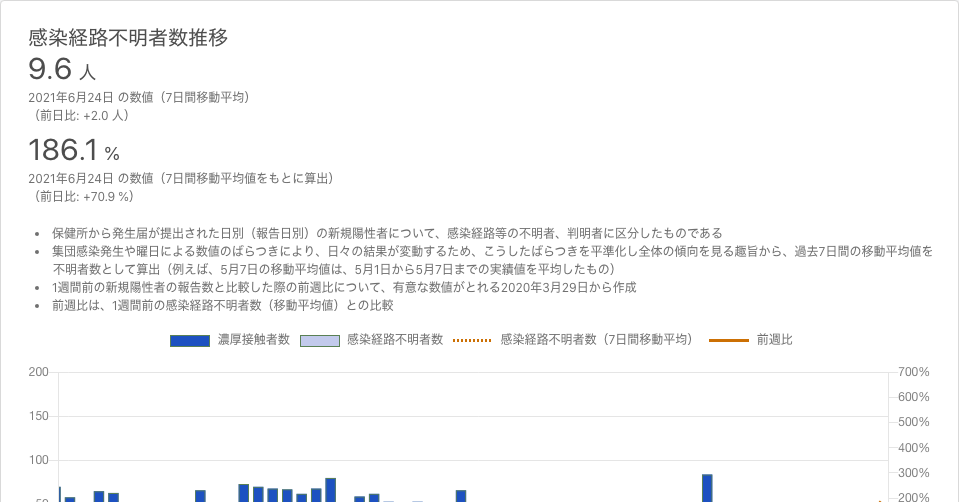 感染経路不明者数推移
9.6 人
2021年6月24日 の数値（7日間移動平均）
（前日比: +2.0 人）
186.1 %
2021年6月24日 の数値（7日間移動平均値をもとに算出）
（前日比: +70.9 %）
• 保健所から発生届が提出された日別（報告日別）の新規陽性者について、感染経路等の不明者、判明者に区分したものである
• 集団感染発生や曜日による数値のばらつきにより、日々の結果が変動するため、こうしたばらつきを平準化し全体の傾向を見る趣旨から、過去7日間の移動平均値を
不明者数として算出（例えば、5月7日の移動平均値は、5月1日から5月7日までの実績値を平均したもの）
• 1週間前の新規陽性者の報告数と比較した際の前週比について、有意な数値がとれる2020年3月29日から作成
• 前週比は、1週間前の感染経路不明者数（移動平均値）との比較
濃厚接触者数 感染経路不明者数 感染経路不明者数（7日間移動平均） 前週比
200 700%
600%
150 500%
400%
100
300%
50 200%